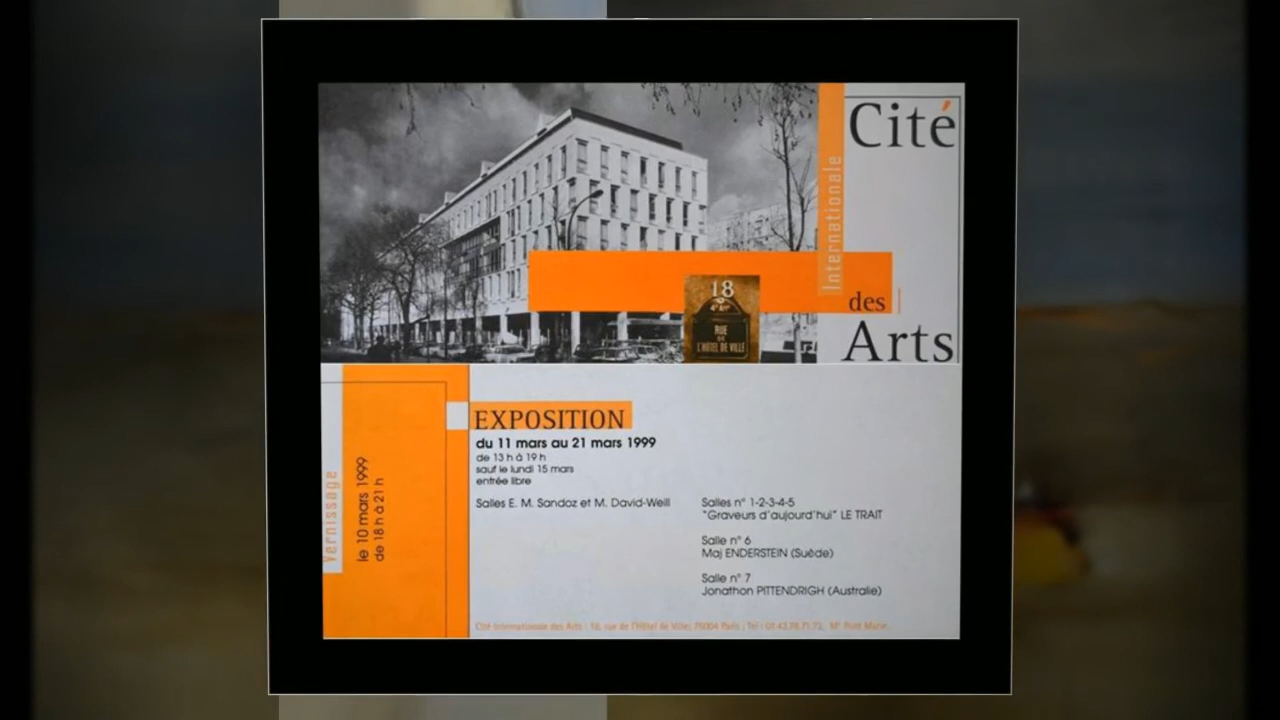 Cité
Internationale
des
Arts
18
4e Arrt
RUE
DE
L'HÔTEL DE VILLE
EXPOSITION
du 11 mars au 21 mars 1999
de 13 h à 19 h
sauf le lundi 15 mars
entrée libre
Salles E. M. Sandoz et M. David-Weill
Salles n° 1-2-3-4-5
"Graveurs d'aujourd'hui" LE TRAIT
Salle n° 6
Maj ENDERSTEIN (Suède)
Salle n° 7
Jonathon PITTENDRIGH (Australie)
Vernissage
le 10 mars 1999
de 18 h à 21 h
Cité Internationale des Arts : 18, rue de l'Hôtel de Ville, 75004 Paris ; Tél : 01 42.78.71.72, M° Pont Marie.